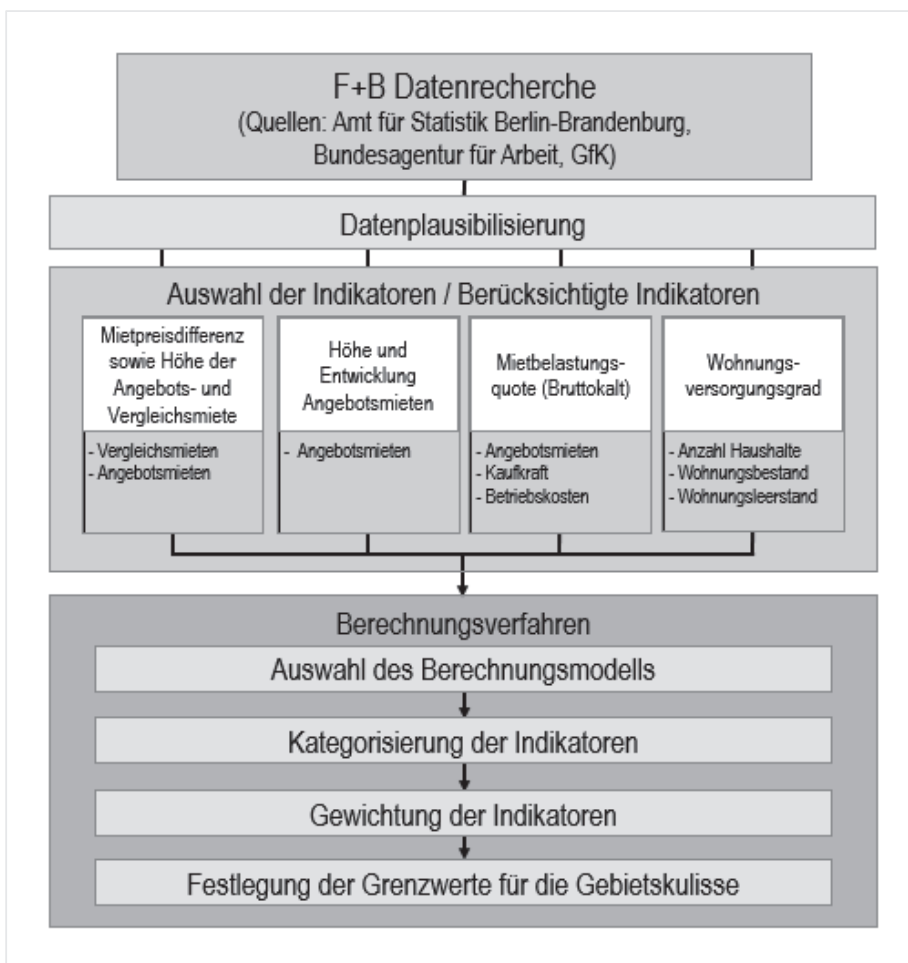 F+B Datenrecherche
(Quellen: Amt für Statistik Berlin-Brandenburg,
Bundesagentur für Arbeit, GfK)
Datenplausibilisierung
Auswahl der Indikatoren / Berücksichtigte Indikatoren
Mietpreisdifferenz
sowie Höhe der
Angebots- und
Vergleichsmiete
- Vergleichsmieten
- Angebotsmieten
Höhe und
Entwicklung
Angebotsmieten
- Angebotsmieten
Mietbelastungs-
quote (Bruttokalt)
- Angebotsmieten
- Kaufkraft
- Betriebskosten
Wohnungs-
versorgungsgrad
- Anzahl Haushalte
- Wohnungsbestand
- Wohnungsleerstand
Berechnungsverfahren
Auswahl des Berechnungsmodells
Kategorisierung der Indikatoren
Gewichtung der Indikatoren
Festlegung der Grenzwerte für die Gebietskulisse